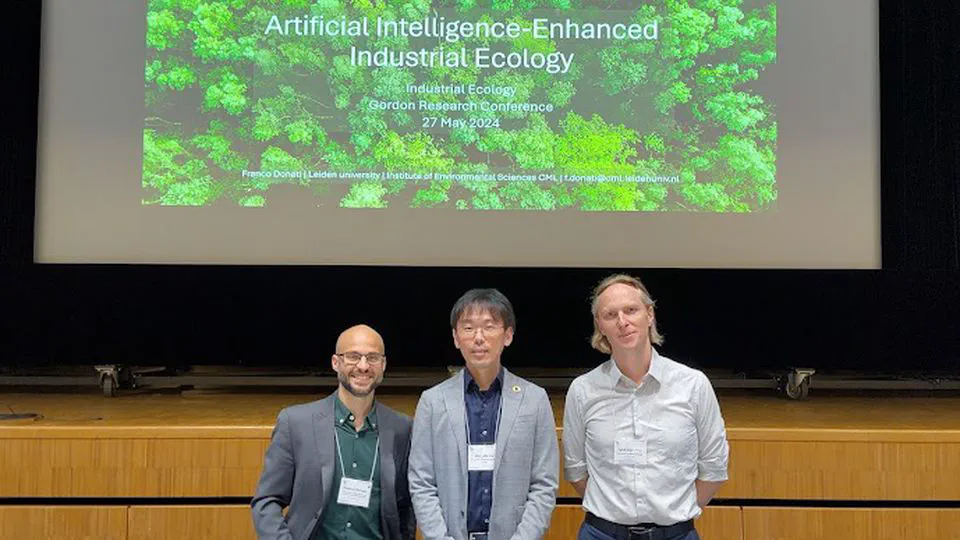 Artificial Intelligence-Enhanced
Industrial Ecology
Industrial Ecology
Gordon Research Conference
27 May 2024
Franco Donati | Leiden university | Institute of Environmental Sciences CML | f.donati@cml.leidenuniv.nl